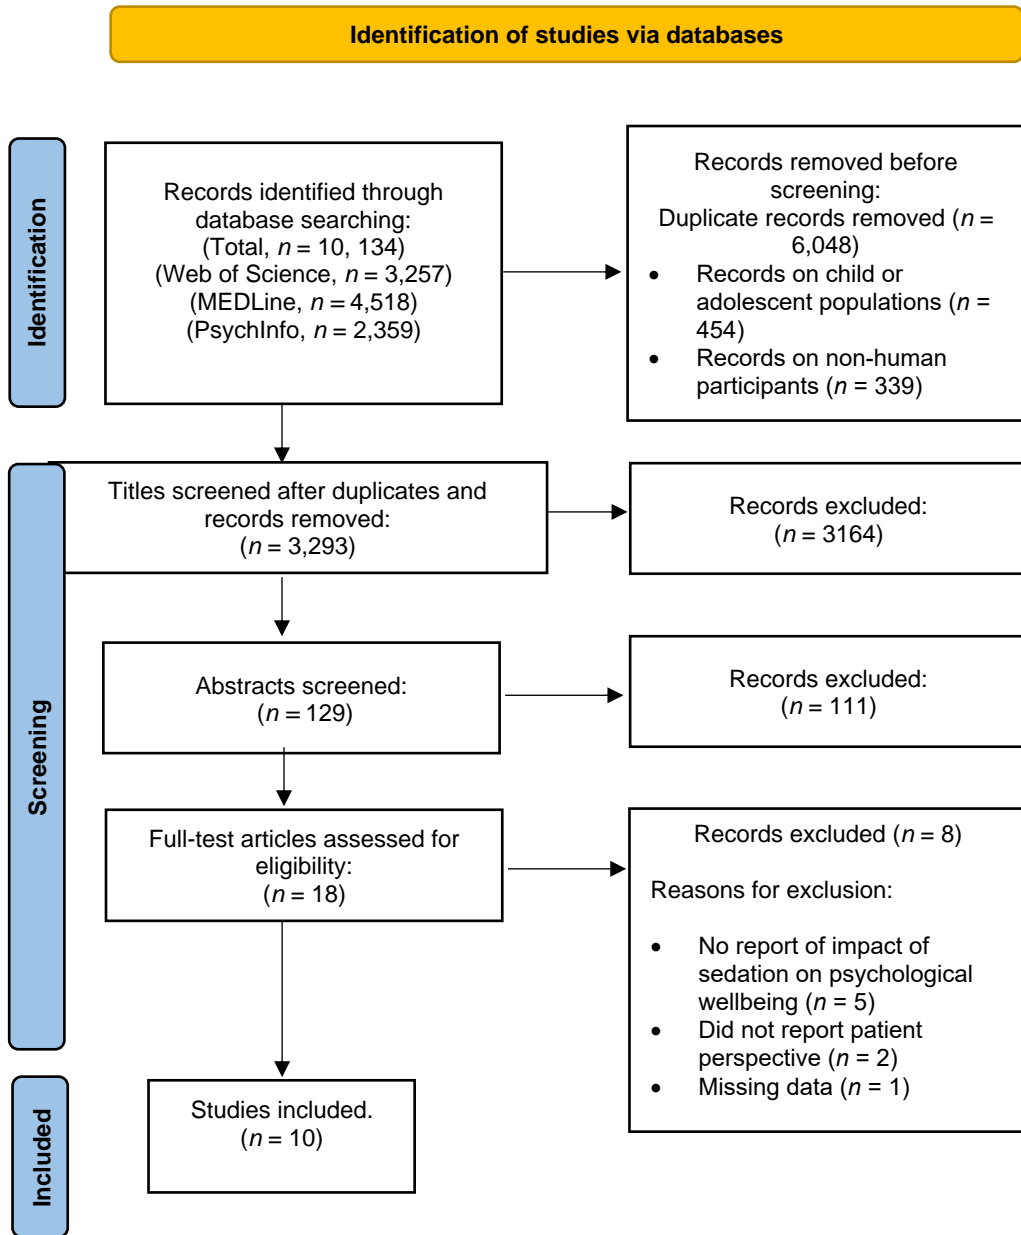 Identification of studies via databases
Identification
Records identified through
database searching:
(Total, n = 10, 134)
(Web of Science, n = 3,257)
(MEDLine, n = 4,518)
(PsychInfo, n = 2,359)
Records removed before
screening:
Duplicate records removed (n =
6,048)
• Records on child or
adolescent populations (n =
454)
• Records on non-human
participants (n = 339)
Screening
Titles screened after duplicates and
records removed:
(n = 3,293)
Records excluded:
(n = 3164)
Abstracts screened:
(n = 129)
Records excluded:
(n = 111)
Full-test articles assessed for
eligibility:
(n = 18)
Records excluded (n = 8)
Reasons for exclusion:
• No report of impact of
sedation on psychological
wellbeing (n = 5)
• Did not report patient
perspective (n = 2)
• Missing data (n = 1)
Included
Studies included.
(n = 10)